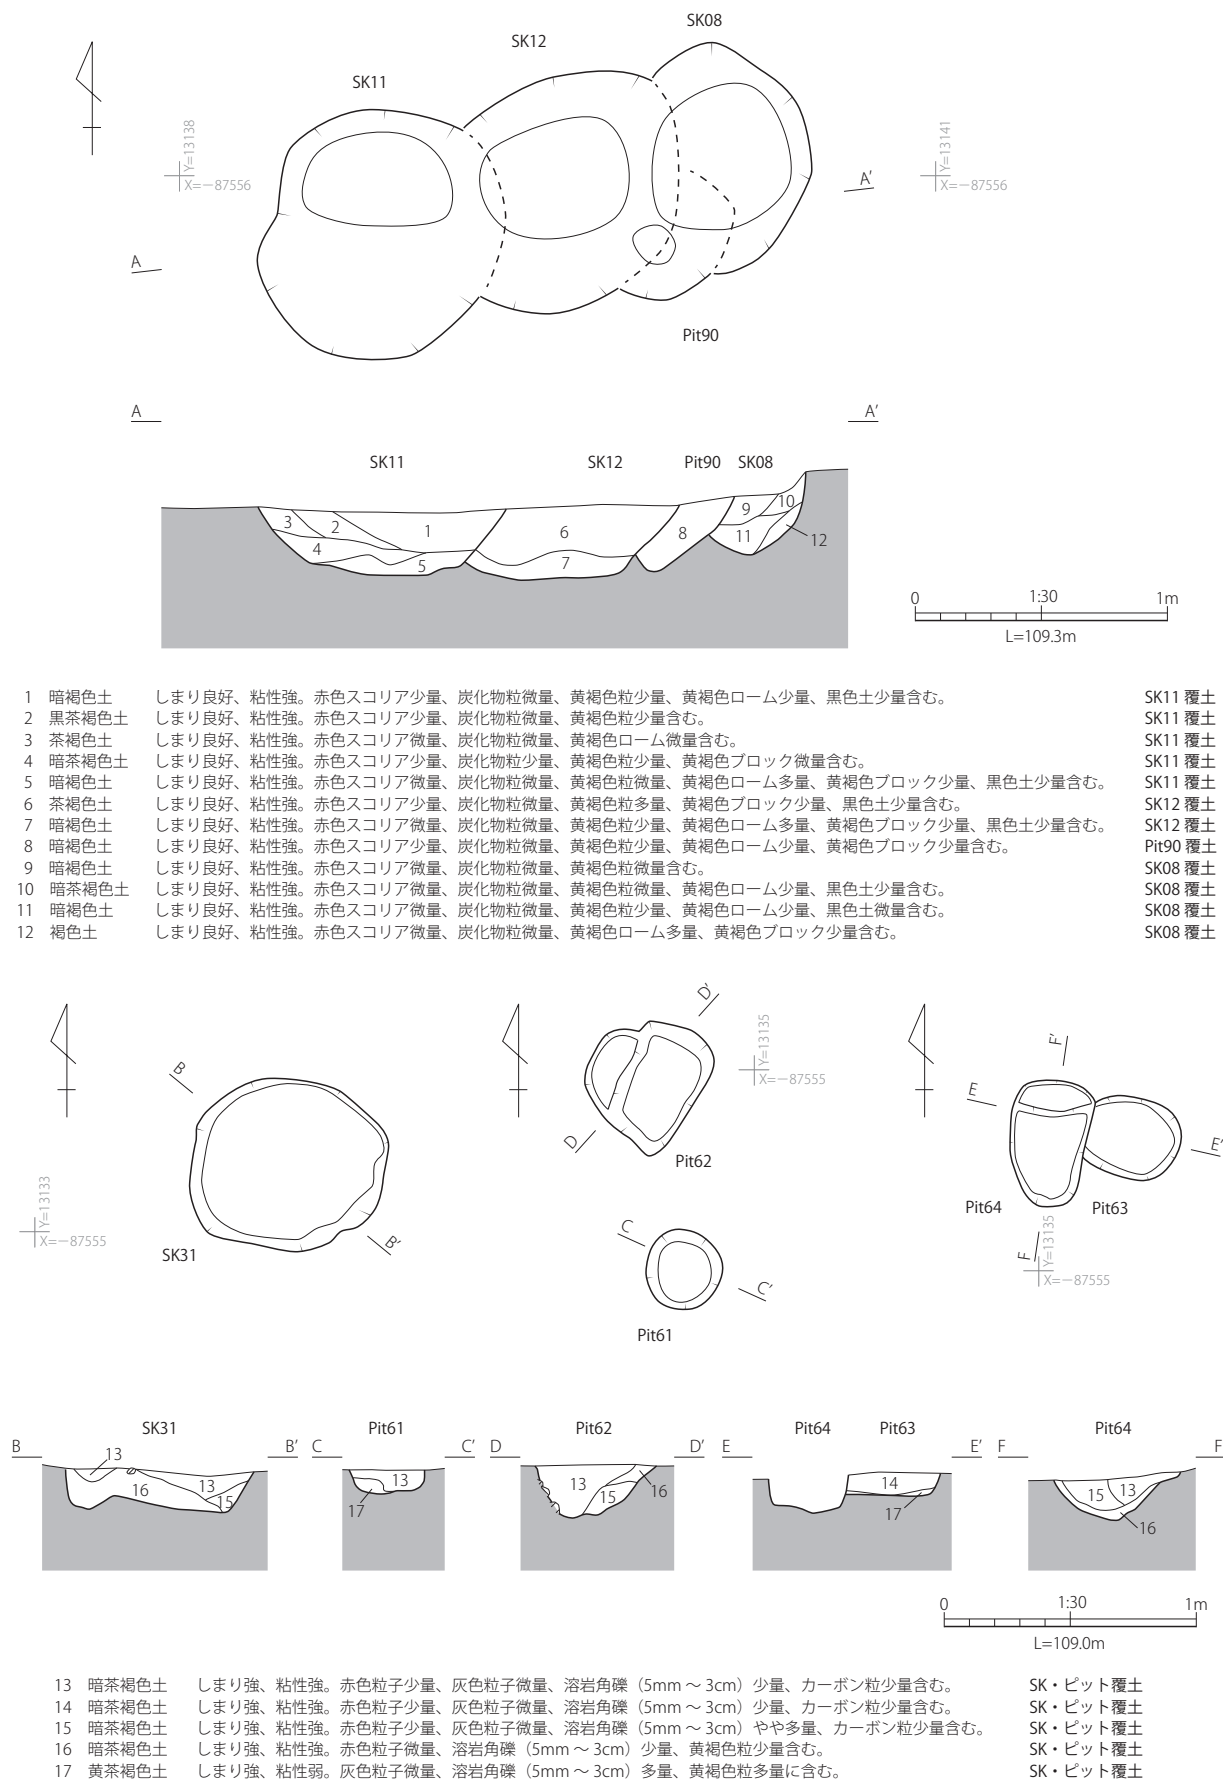 SK08
SK12
SK11
Y=13138
X=－87556
Y=13141
X=－87556
A
A′
Pit90
A
A′
SK11
SK12
Pit90
SK08
3
2
1
4
5
6
7
8
9
10
11
12
0
1:30
1m
L=109.3m
1 暗褐色土 しまり良好、粘性強。赤色スコリア少量、炭化物粒微量、黄褐色粒少量、黄褐色ローム少量、黒色土少量含む。 SK11 覆土
2 黒茶褐色土 しまり良好、粘性強。赤色スコリア少量、炭化物粒微量、黄褐色粒少量含む。 SK11 覆土
3 茶褐色土 しまり良好、粘性強。赤色スコリア微量、炭化物粒微量、黄褐色ローム微量含む。 SK11 覆土
4 暗茶褐色土 しまり良好、粘性強。赤色スコリア少量、炭化物粒少量、黄褐色粒少量、黄褐色ブロック微量含む。 SK11 覆土
5 暗褐色土 しまり良好、粘性強。赤色スコリア微量、炭化物粒微量、黄褐色粒微量、黄褐色ローム多量、黄褐色ブロック少量、黒色土少量含む。 SK11 覆土
6 茶褐色土 しまり良好、粘性強。赤色スコリア少量、炭化物粒微量、黄褐色粒多量、黄褐色ブロック少量、黒色土少量含む。 SK12 覆土
7 暗褐色土 しまり良好、粘性強。赤色スコリア微量、炭化物粒微量、黄褐色粒少量、黄褐色ローム多量、黄褐色ブロック少量、黒色土少量含む。 SK12 覆土
8 暗褐色土 しまり良好、粘性強。赤色スコリア少量、炭化物粒微量、黄褐色粒少量、黄褐色ローム少量、黄褐色ブロック少量含む。 Pit90 覆土
9 暗褐色土 しまり良好、粘性強。赤色スコリア微量、炭化物粒微量、黄褐色粒微量含む。 SK08 覆土
10 暗茶褐色土 しまり良好、粘性強。赤色スコリア微量、炭化物粒微量、黄褐色粒微量、黄褐色ローム少量、黒色土少量含む。 SK08 覆土
11 暗褐色土 しまり良好、粘性強。赤色スコリア微量、炭化物粒微量、黄褐色粒少量、黄褐色ローム少量、黒色土微量含む。 SK08 覆土
12 褐色土 しまり良好、粘性強。赤色スコリア微量、炭化物粒微量、黄褐色ローム多量、黄褐色ブロック少量含む。 SK08 覆土
B
B′
Y=13133
X=－87555
SK31
D′
D
Y=13135
X=－87555
Pit62
C
C′
Pit61
F′
E
E′
Pit64
Pit63
F
Y=13135
X=－87555
SK31
Pit61
Pit62
Pit64
Pit63
Pit64
B
B′
C
C′
D
D′
E
E′
F
F
13
16
13
15
13
17
13
15
16
14
17
15
13
16
0
1:30
1m
L=109.0m
13 暗茶褐色土 しまり強、粘性強。赤色粒子少量、灰色粒子微量、溶岩角礫（5mm ～ 3cm）少量、カーボン粒少量含む。 SK・ピット覆土
14 暗茶褐色土 しまり強、粘性強。赤色粒子少量、灰色粒子微量、溶岩角礫（5mm ～ 3cm）少量、カーボン粒少量含む。 SK・ピット覆土
15 暗茶褐色土 しまり強、粘性強。赤色粒子少量、灰色粒子微量、溶岩角礫（5mm ～ 3cm）やや多量、カーボン粒少量含む。 SK・ピット覆土
16 暗茶褐色土 しまり強、粘性強。赤色粒子微量、溶岩角礫（5mm ～ 3cm）少量、黄褐色粒少量含む。 SK・ピット覆土
17 黄茶褐色土 しまり強、粘性弱。灰色粒子微量、溶岩角礫（5mm ～ 3cm）多量、黄褐色粒多量に含む。 SK・ピット覆土